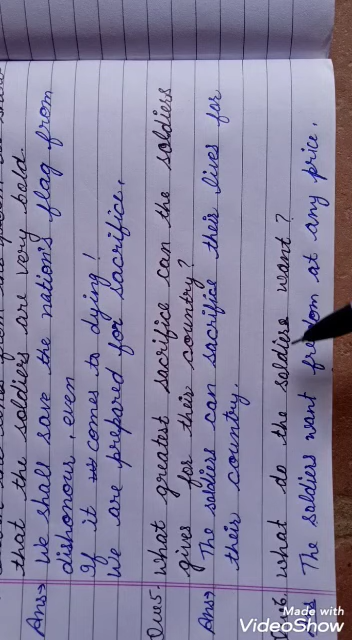 that the soldiers are very bold.
Ans→ We shall save the nation's flag from
dishonour, even
If it comes to dying!
We are prepared for sacrifice.
Que5. What greatest sacrifice can the soldiers
gives for their country?
Ans→ The soldiers can sacrifice their lives for
their country.
6. What do the soldiers want?
The soldiers want freedom at any price.
Made with
VideoShow